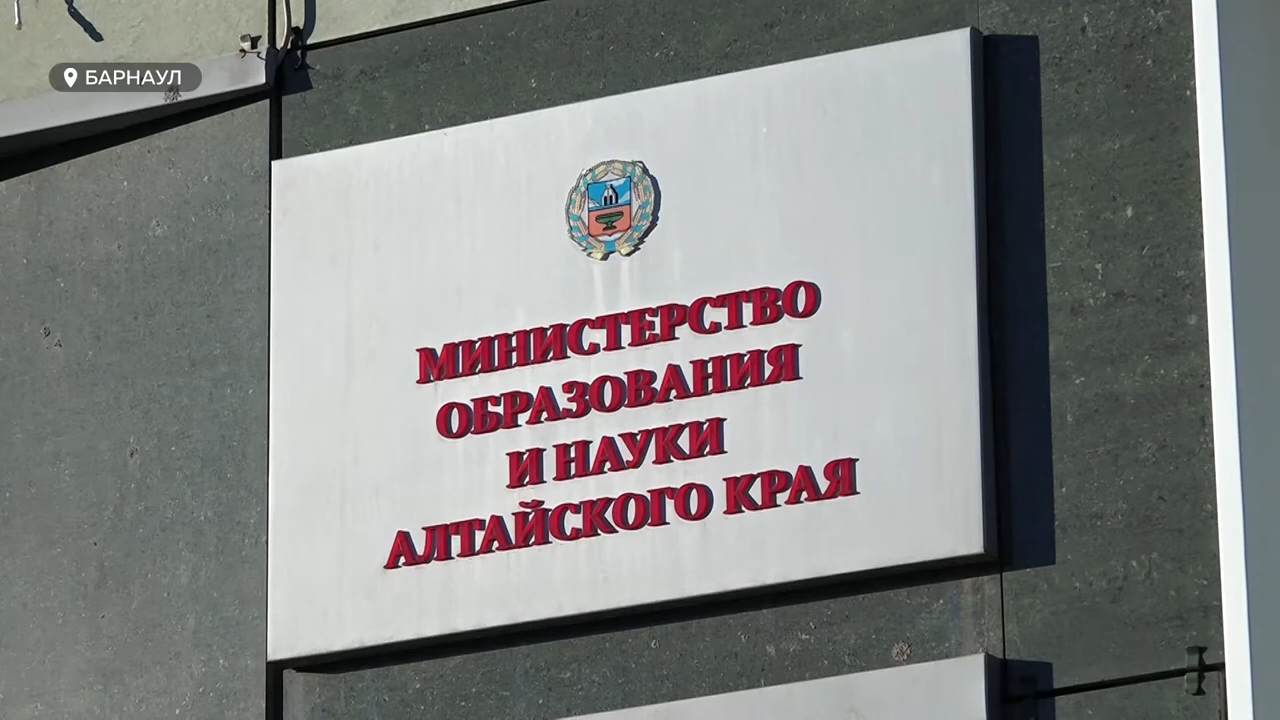 БАРНАУЛ
МИНИСТЕРСТВО
ОБРАЗОВАНИЯ
И НАУКИ
АЛТАЙСКОГО КРАЯ